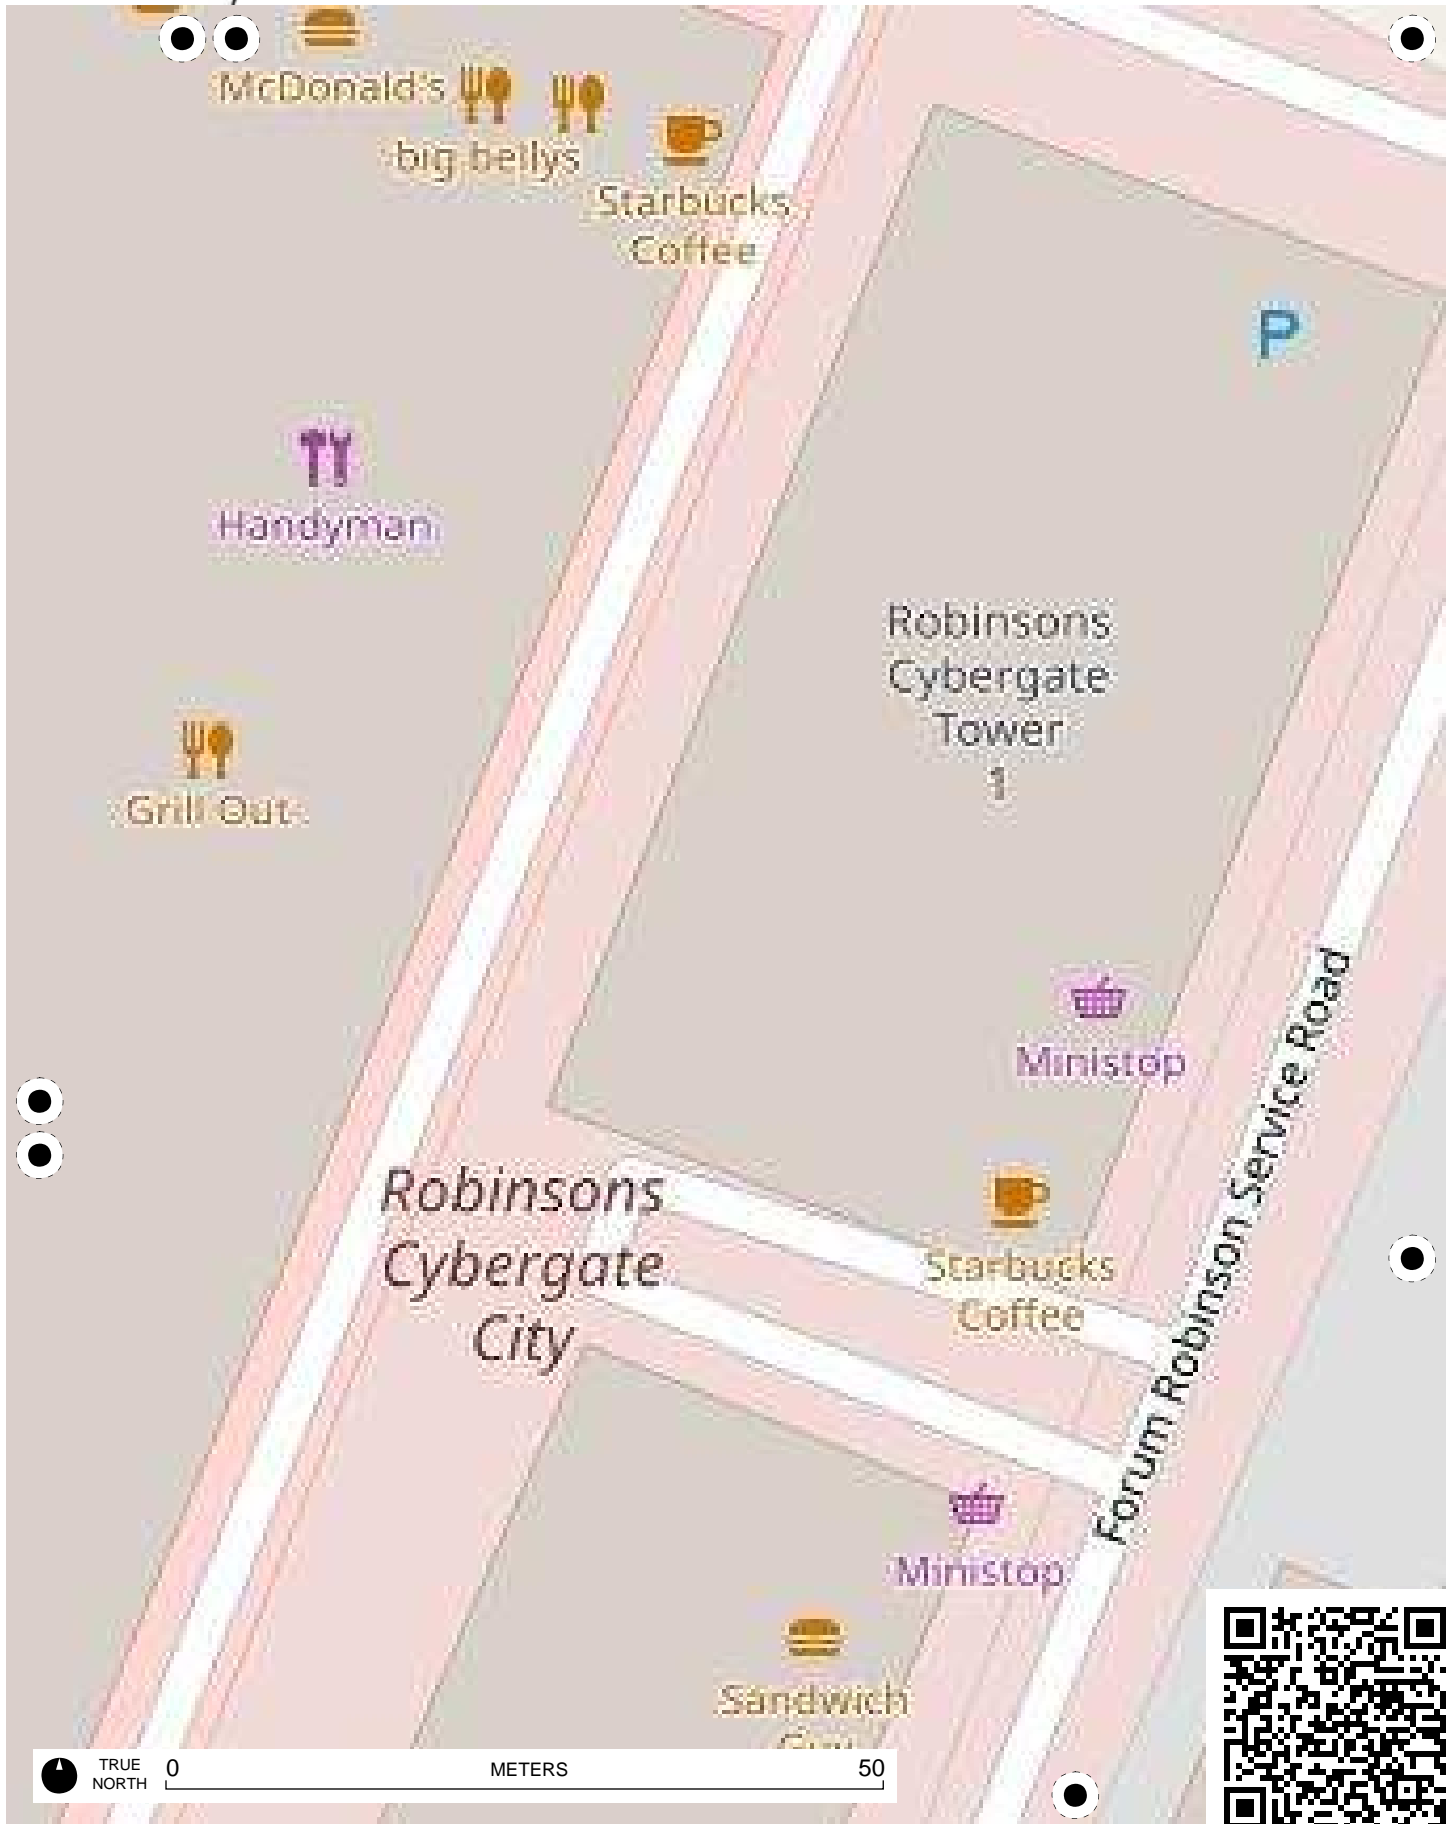 McDonald's
big bellys
Starbucks
Coffee
P
Handyman
Robinsons
Cybergate
Tower
1
Grill Out
Ministop
Forum Robinson Service Road
Robinsons
Cybergate
City
Starbucks
Coffee
Ministop
Sandwich
Guy
TRUE
NORTH
0
METERS
50